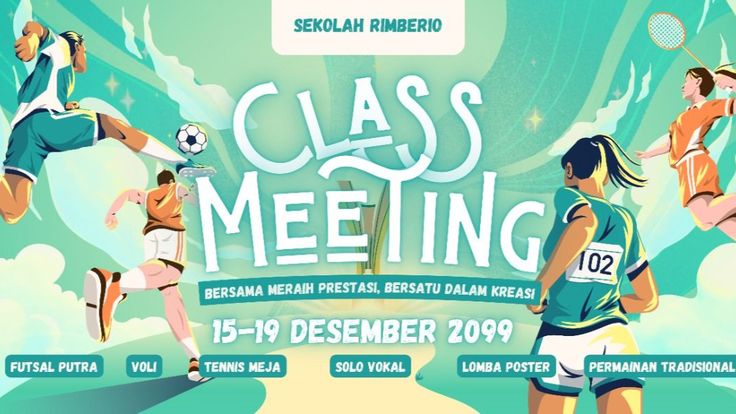 SEKOLAH RIMBERIO
CLASS
MEETING
BERSAMA MERAIH PRESTASI, BERSATU DALAM KREASI
15-19 DESEMBER 2099
FUTSAL PUTRA VOLI TENNIS MEJA SOLO VOKAL LOMBA POSTER PERMAINAN TRADISIONAL
102